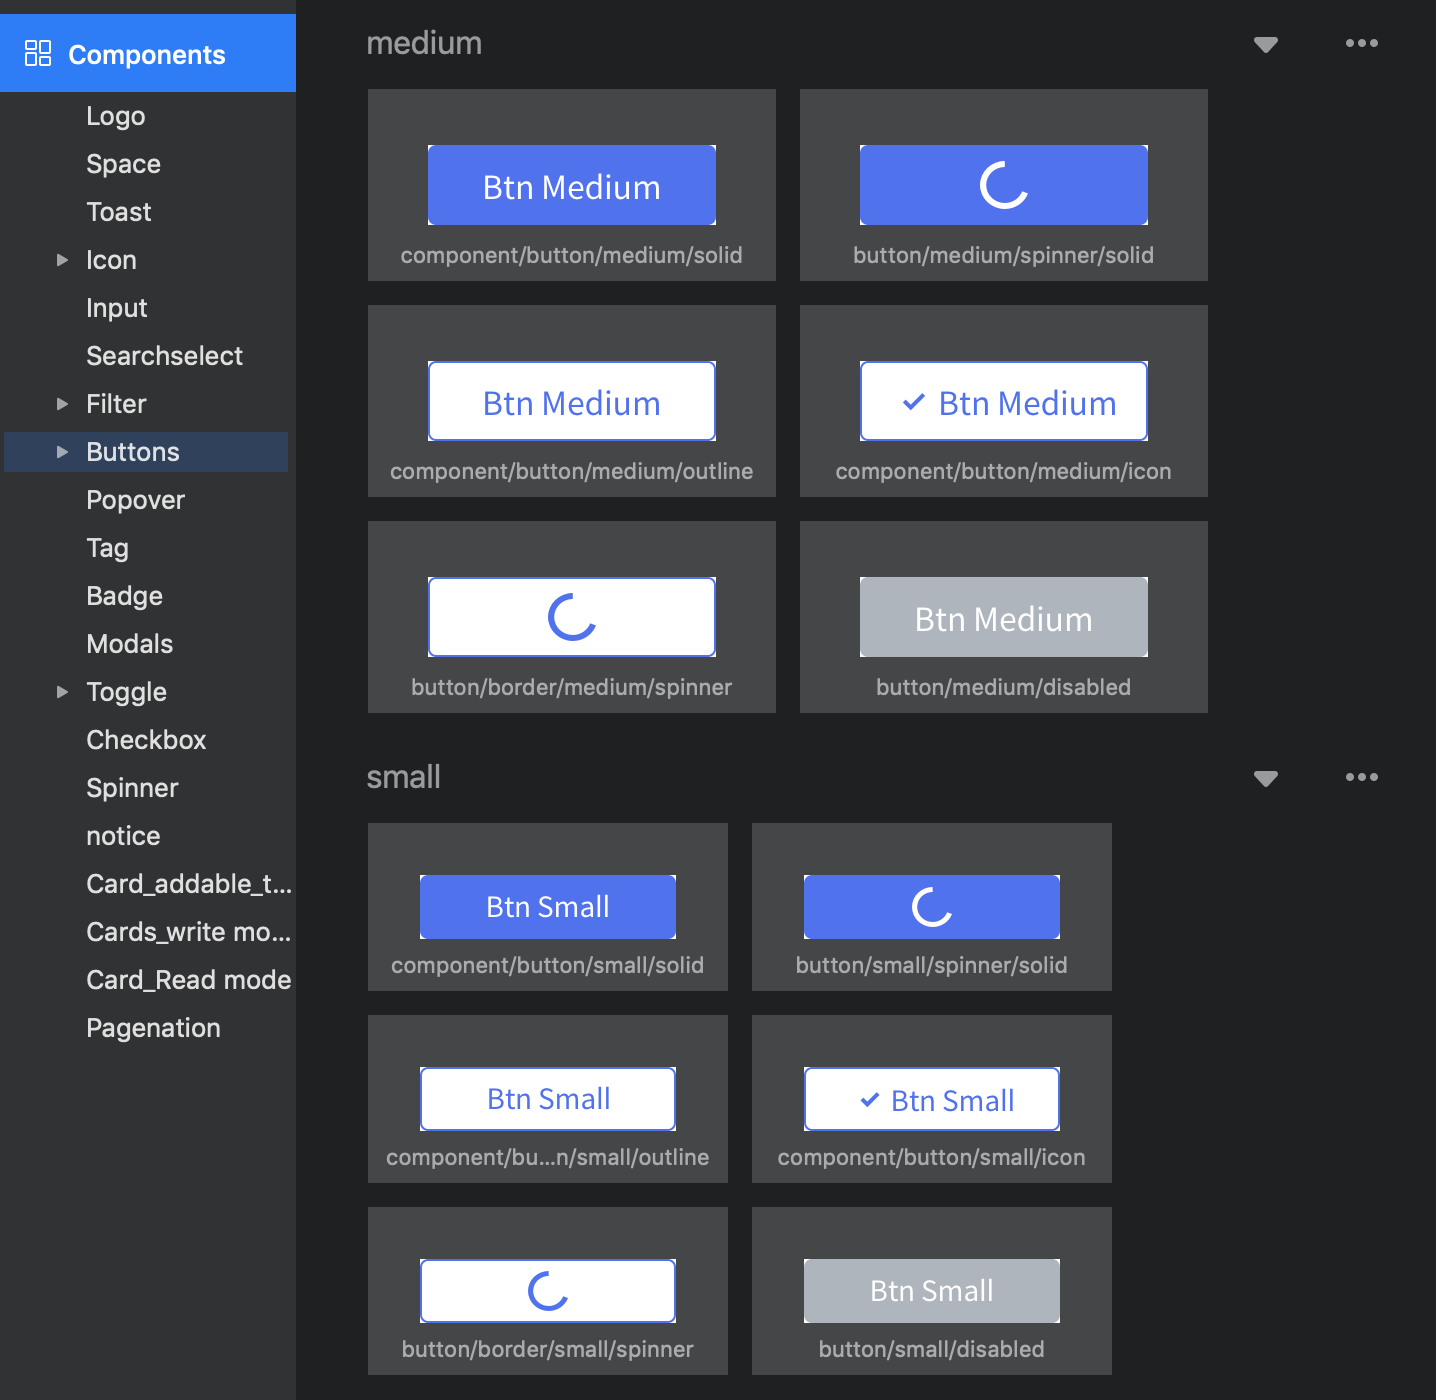 Components
Logo
Space
Toast
Icon
Input
Searchselect
Filter
Buttons
Popover
Tag
Badge
Modals
Toggle
Checkbox
Spinner
notice
Card_addable_t...
Cards_write mo...
Card_Read mode
Pagenation
medium
Btn Medium
component/button/medium/solid
button/medium/spinner/solid
Btn Medium
component/button/medium/outline
Btn Medium
component/button/medium/icon
button/border/medium/spinner
Btn Medium
button/medium/disabled
small
Btn Small
component/button/small/solid
button/small/spinner/solid
Btn Small
component/bu...n/small/outline
Btn Small
component/button/small/icon
button/border/small/spinner
Btn Small
button/small/disabled